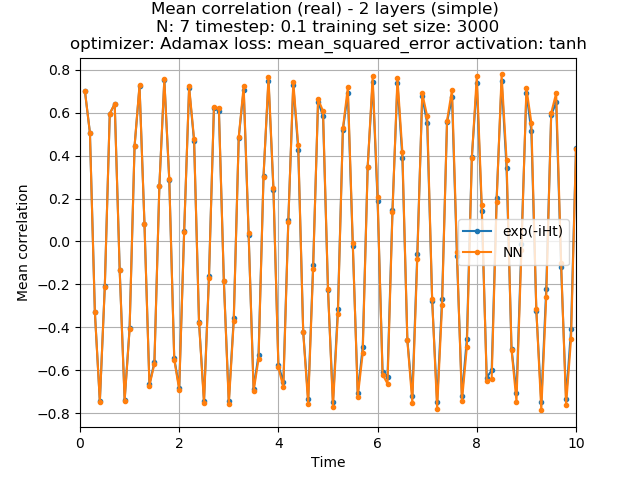 Mean correlation (real) - 2 layers (simple)
N: 7 timestep: 0.1 training set size: 3000
optimizer: Adamax loss: mean_squared_error activation: tanh
0.8
0.6
0.4
0.2
0.0
−0.2
−0.4
−0.6
−0.8
Mean correlation
exp(-iHt)
NN
0
2
4
6
8
10
Time